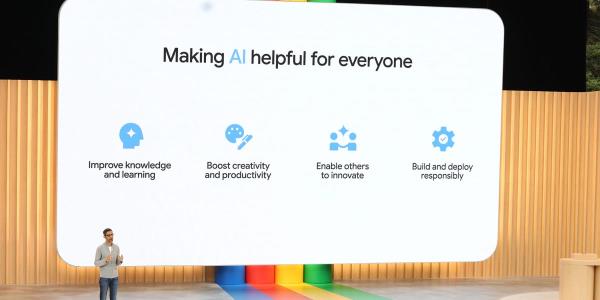 Making AI helpful for everyone
Improve knowledge
and learning
Boost creativity
and productivity
Enable others
to innovate
Build and deploy
responsibly